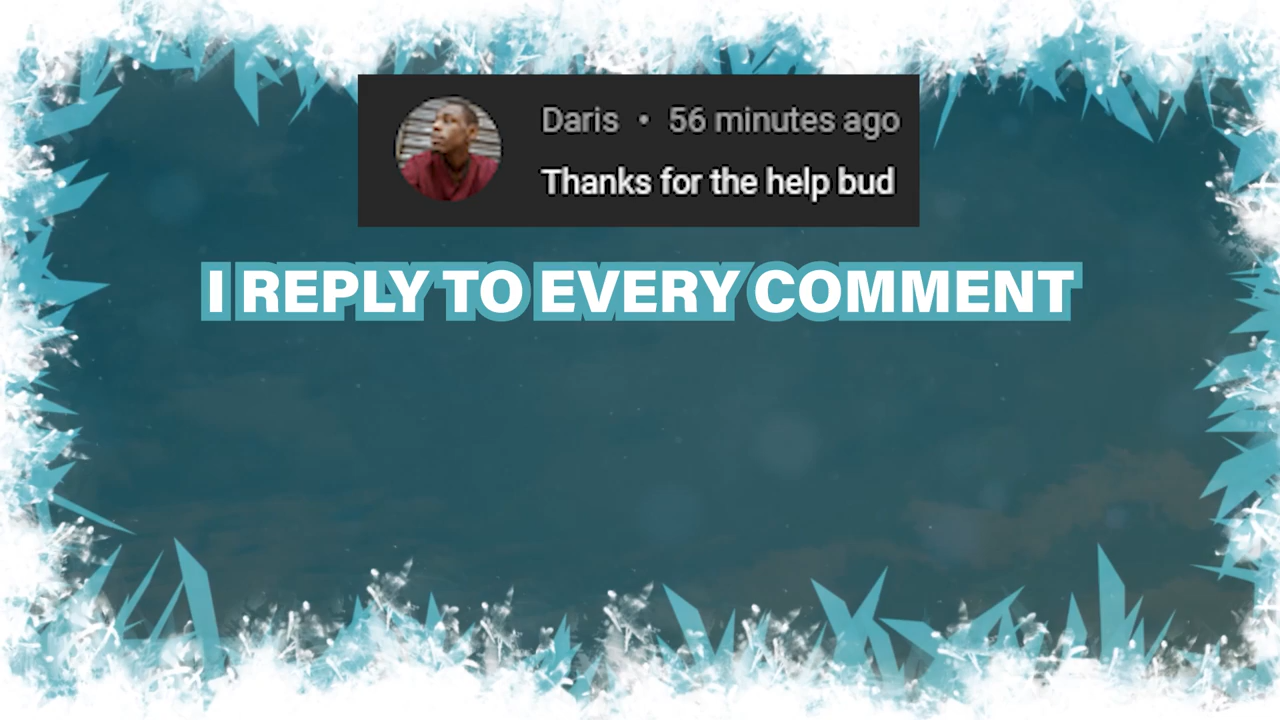 Daris • 56 minutes ago
Thanks for the help bud
I REPLY TO EVERY COMMENT